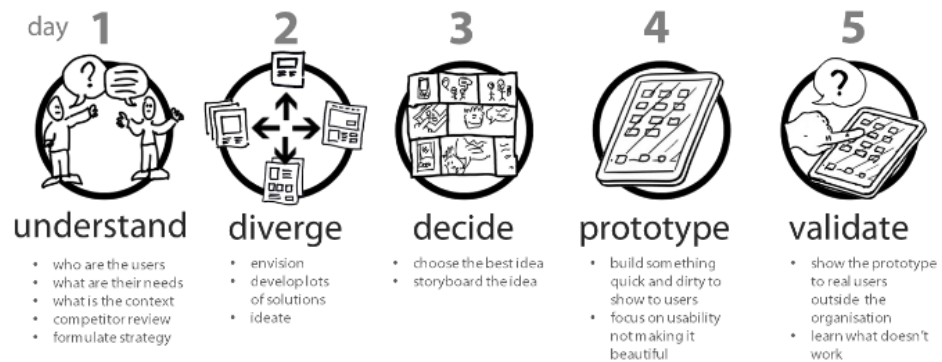 day 1 2 3 4 5
? ?
understand diverge decide prototype validate
• who are the users
• what are their needs
• what is the context
• competitor review
• formulate strategy
• envision
• develop lots
of solutions
• ideate
• choose the best idea
• storyboard the idea
• build something
quick and dirty to
show to users
• focus on usability
not making it
beautiful
• show the prototype
to real users
outside the
organisation
• learn what doesn't
work